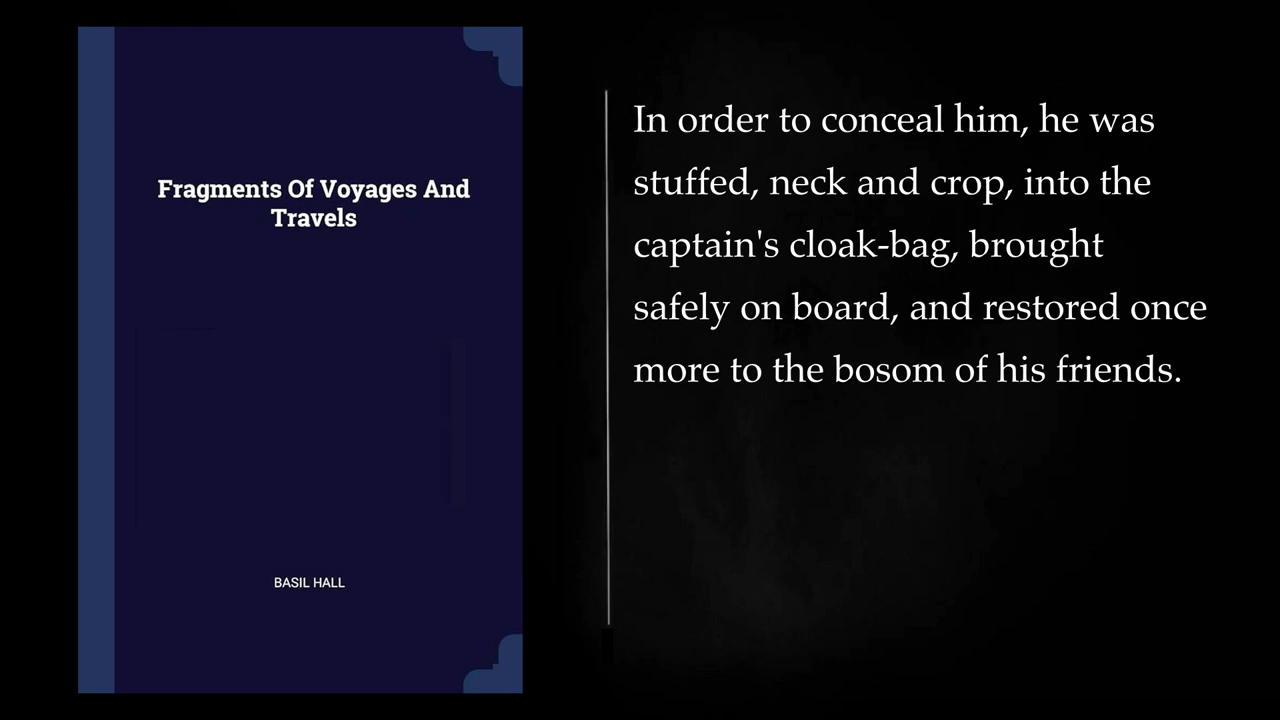 Fragments Of Voyages And
Travels
BASIL HALL
In order to conceal him, he was
stuffed, neck and crop, into the
captain's cloak-bag, brought
safely on board, and restored once
more to the bosom of his friends.